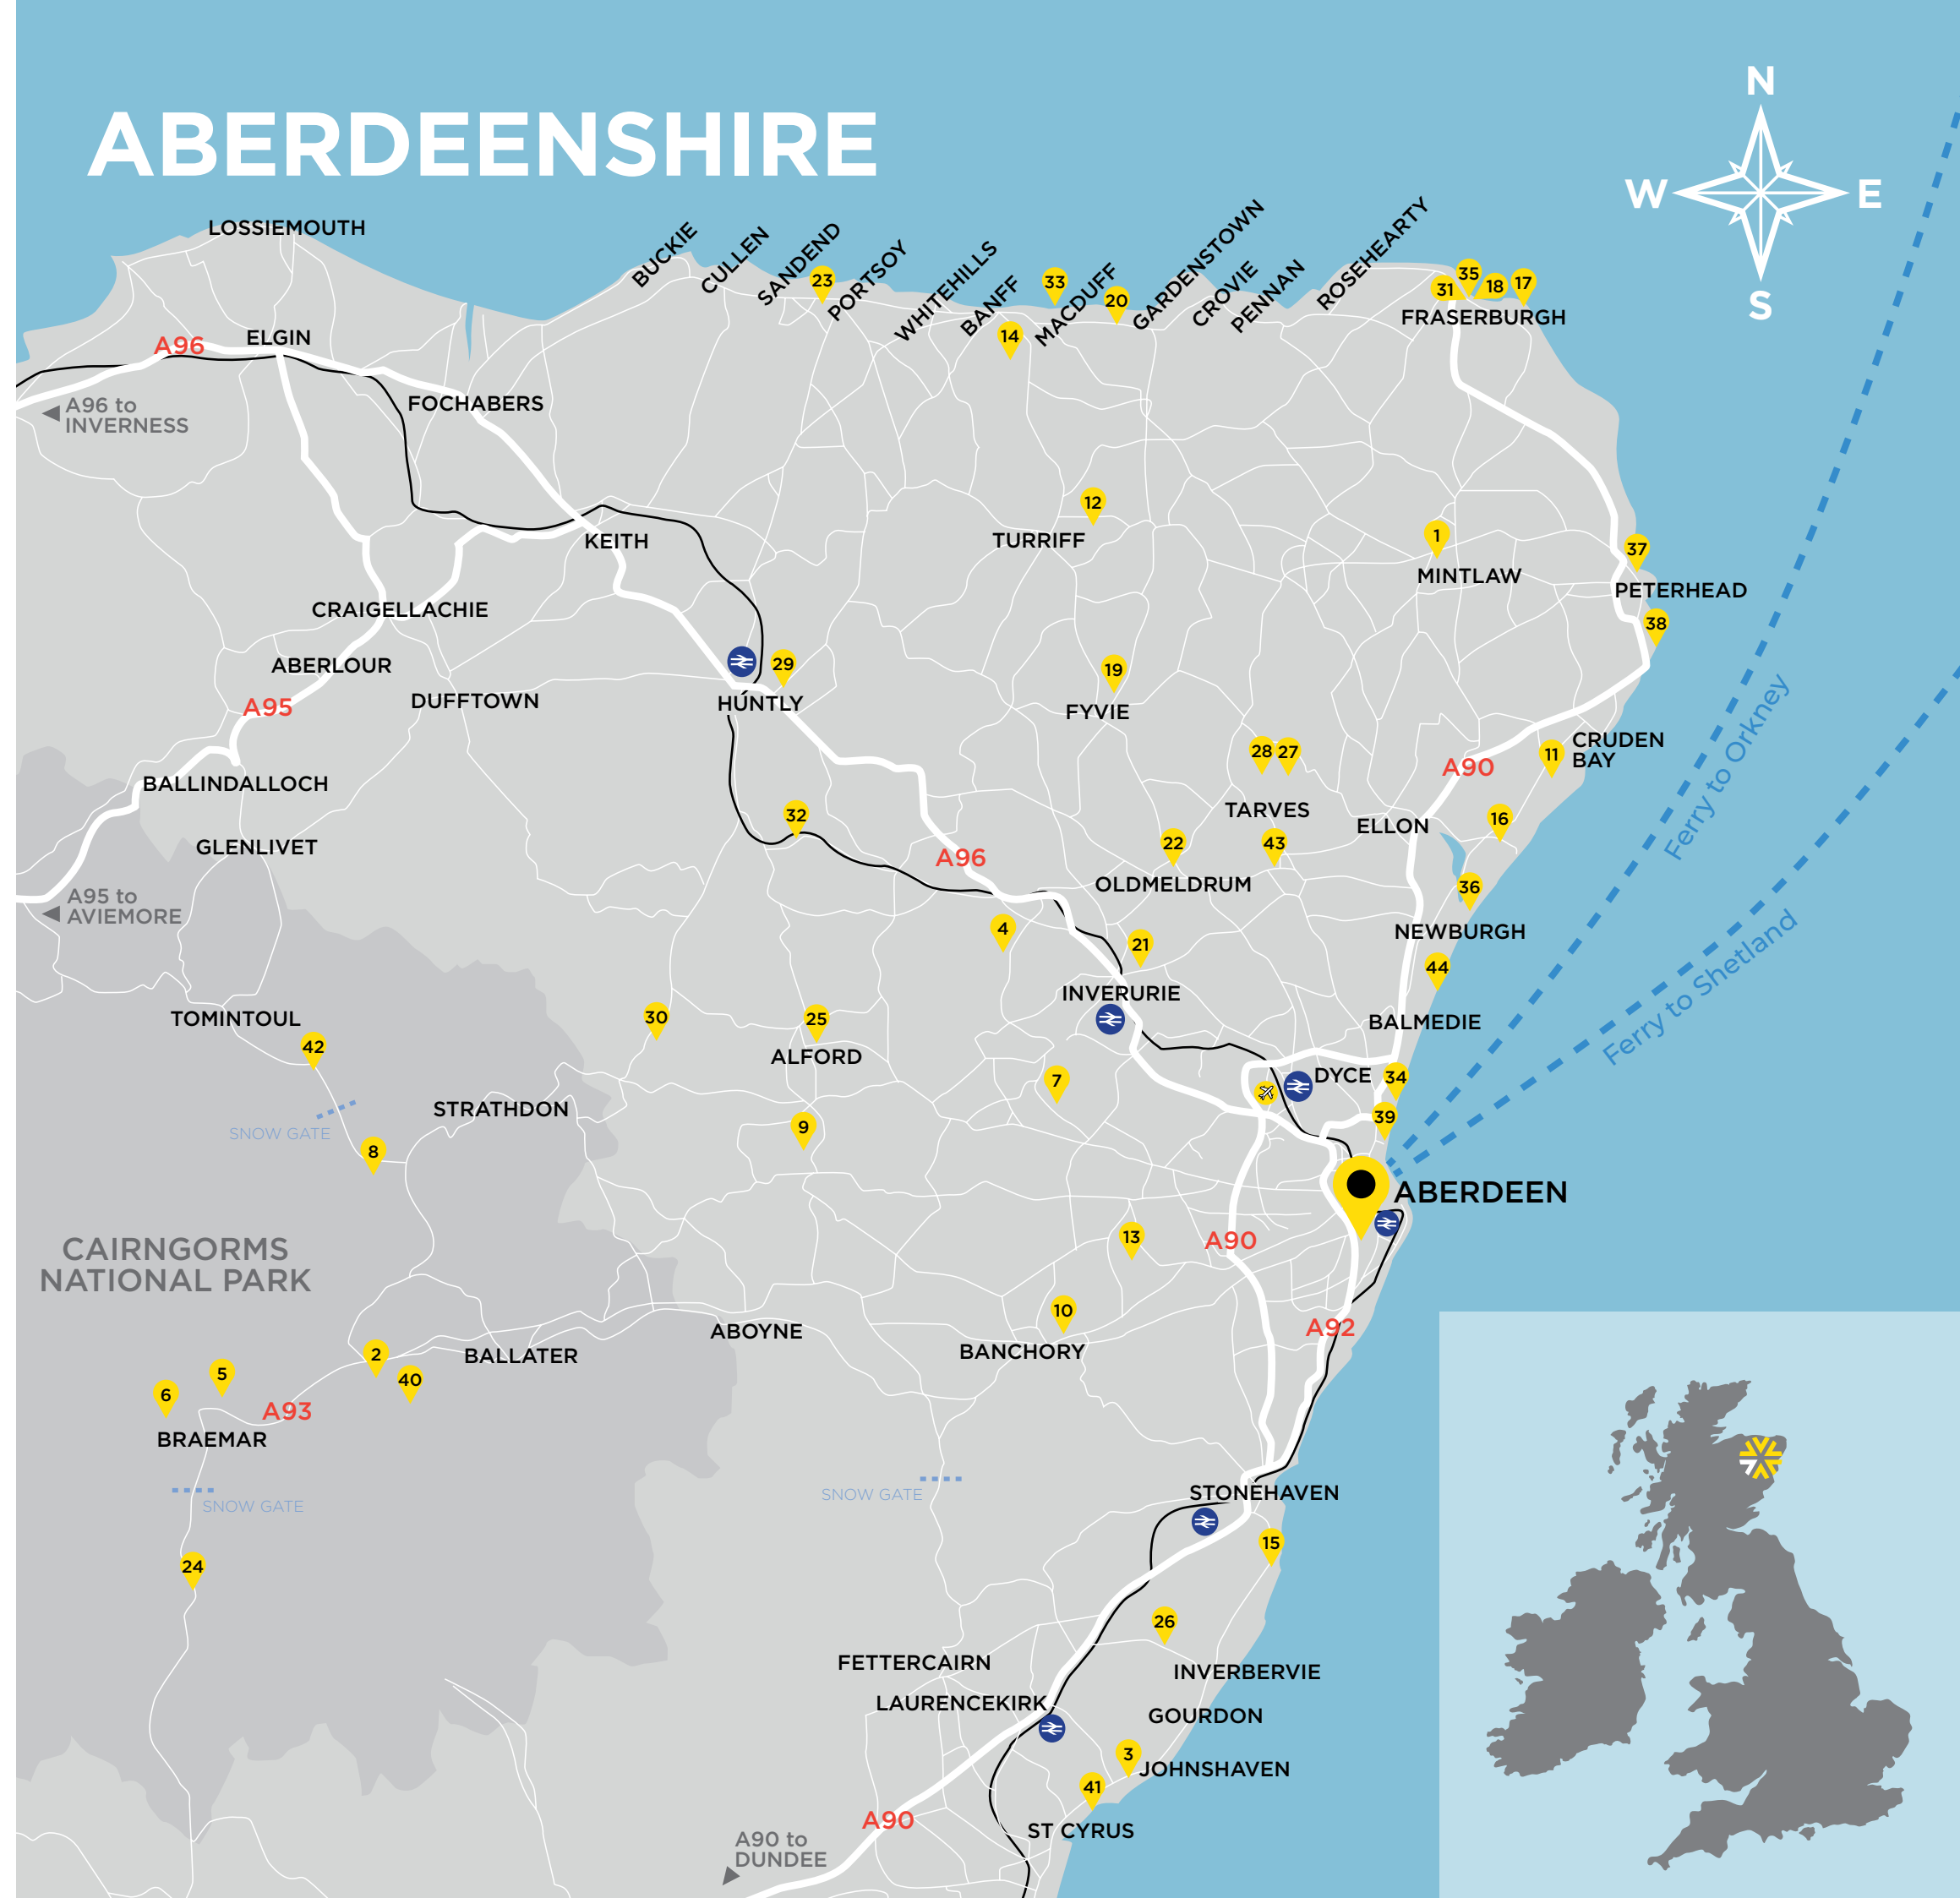 N
ABERDEENSHIRE
W
E
S
LOSSIEMOUTH
BUCKIE
CULLEN
SANDEND
23
PORTSOY
WHITEHILLS
BANFF
33
MACDUFF
20
GARDENSTOWN
CROVIE
PENNAN
ROSEHEARTY
31
35
18
17
FRASERBURGH
14
A96
ELGIN
A96 to
INVERNESS
FOCHABERS
12
TURRIFF
KEITH
1
MINTLAW
37
PETERHEAD
38
CRAIGELLACHIE
ABERLOUR
A95
DUFFTOWN
29
HUNTLY
19
FYVIE
28
27
TARVES
A90
11
CRUDEN
BAY
BALLINDALLOCH
GLENLIVET
32
A96
22
43
ELLON
16
OLDMELDRUM
36
A95 to
AVIEMORE
NEWBURGH
4
21
44
INVERURIE
BALMEDIE
Ferry to Orkney
Ferry to Shetland
TOMINTOUL
42
30
25
ALFORD
7
DYCE
34
39
STRATHDON
SNOW GATE
8
9
ABERDEEN
CAIRNGORMS
NATIONAL PARK
13
A90
10
ABOYNE
BANCHORY
A92
2
BALLATER
40
5
6
A93
BRAEMAR
SNOW GATE
SNOW GATE
STONEHAVEN
15
24
26
FETTERCAIRN
INVERBERVIE
LAURENCEKIRK
GOURDON
3
JOHNSHAVEN
41
A90
ST CYRUS
A90 to
DUNDEE